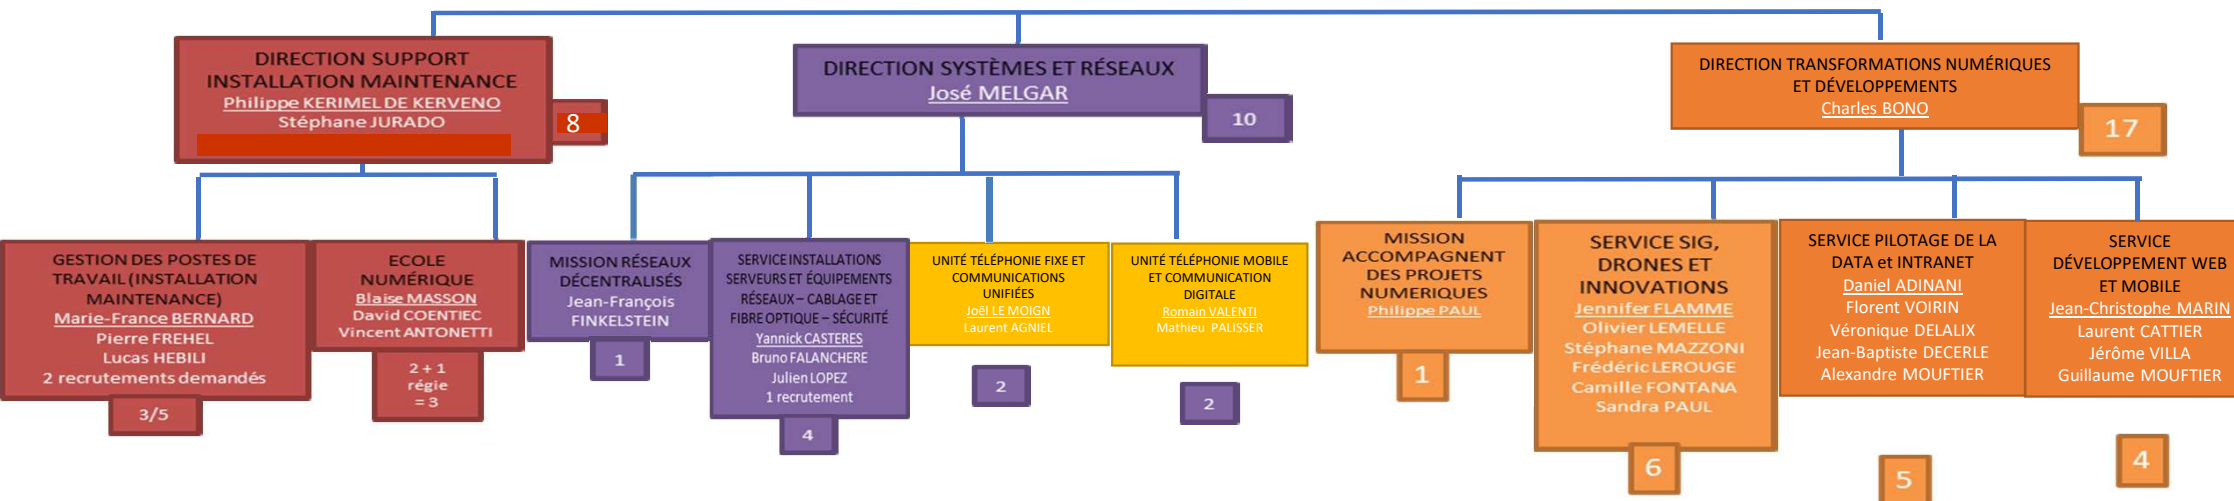 DIRECTION SUPPORT
INSTALLATION MAINTENANCE
Philippe KERIMEL DE KERVENO
Stéphane JURADO
8
DIRECTION SYSTÈMES ET RÉSEAUX
José MELGAR
10
DIRECTION TRANSFORMATIONS NUMÉRIQUES
ET DÉVELOPPEMENTS
Charles BONO
17
GESTION DES POSTES DE
TRAVAIL (INSTALLATION
MAINTENANCE)
Marie-France BERNARD
Pierre FREHEL
Lucas HEBILI
2 recrutements demandés
3/5
ECOLE
NUMÉRIQUE
Blaise MASSON
David COENTIEC
Vincent ANTONETTI
2 + 1
régie
= 3
MISSION RÉSEAUX
DÉCENTRALISÉS
Jean-François
FINKELSTEIN
1
SERVICE INSTALLATIONS
SERVEURS ET ÉQUIPEMENTS
RÉSEAUX – CABLAGE ET
FIBRE OPTIQUE – SÉCURITÉ
Yannick CASTERES
Bruno FALANCHERE
Julien LOPEZ
1 recrutement
4
UNITÉ TÉLÉPHONIE FIXE ET
COMMUNICATIONS
UNIFIÉES
Joël LE MOIGN
Laurent AGNIEL
2
UNITÉ TÉLÉPHONIE MOBILE
ET COMMUNICATION
DIGITALE
Romain VALENTI
Mathieu PALISSER
2
MISSION
ACCOMPAGNENT
DES PROJETS
NUMERIQUES
Philippe PAUL
1
SERVICE SIG,
DRONES ET
INNOVATIONS
Jennifer FLAMME
Olivier LEMELLE
Stéphane MAZZONI
Frédéric LEROUGE
Camille FONTANA
Sandra PAUL
6
SERVICE PILOTAGE DE LA
DATA et INTRANET
Daniel ADINANI
Florent VOIRIN
Véronique DELALIX
Jean-Baptiste DECERLE
Alexandre MOUFTIER
5
SERVICE
DÉVELOPPEMENT WEB
ET MOBILE
Jean-Christophe MARIN
Laurent CATTIER
Jérôme VILLA
Guillaume MOUFTIER
4